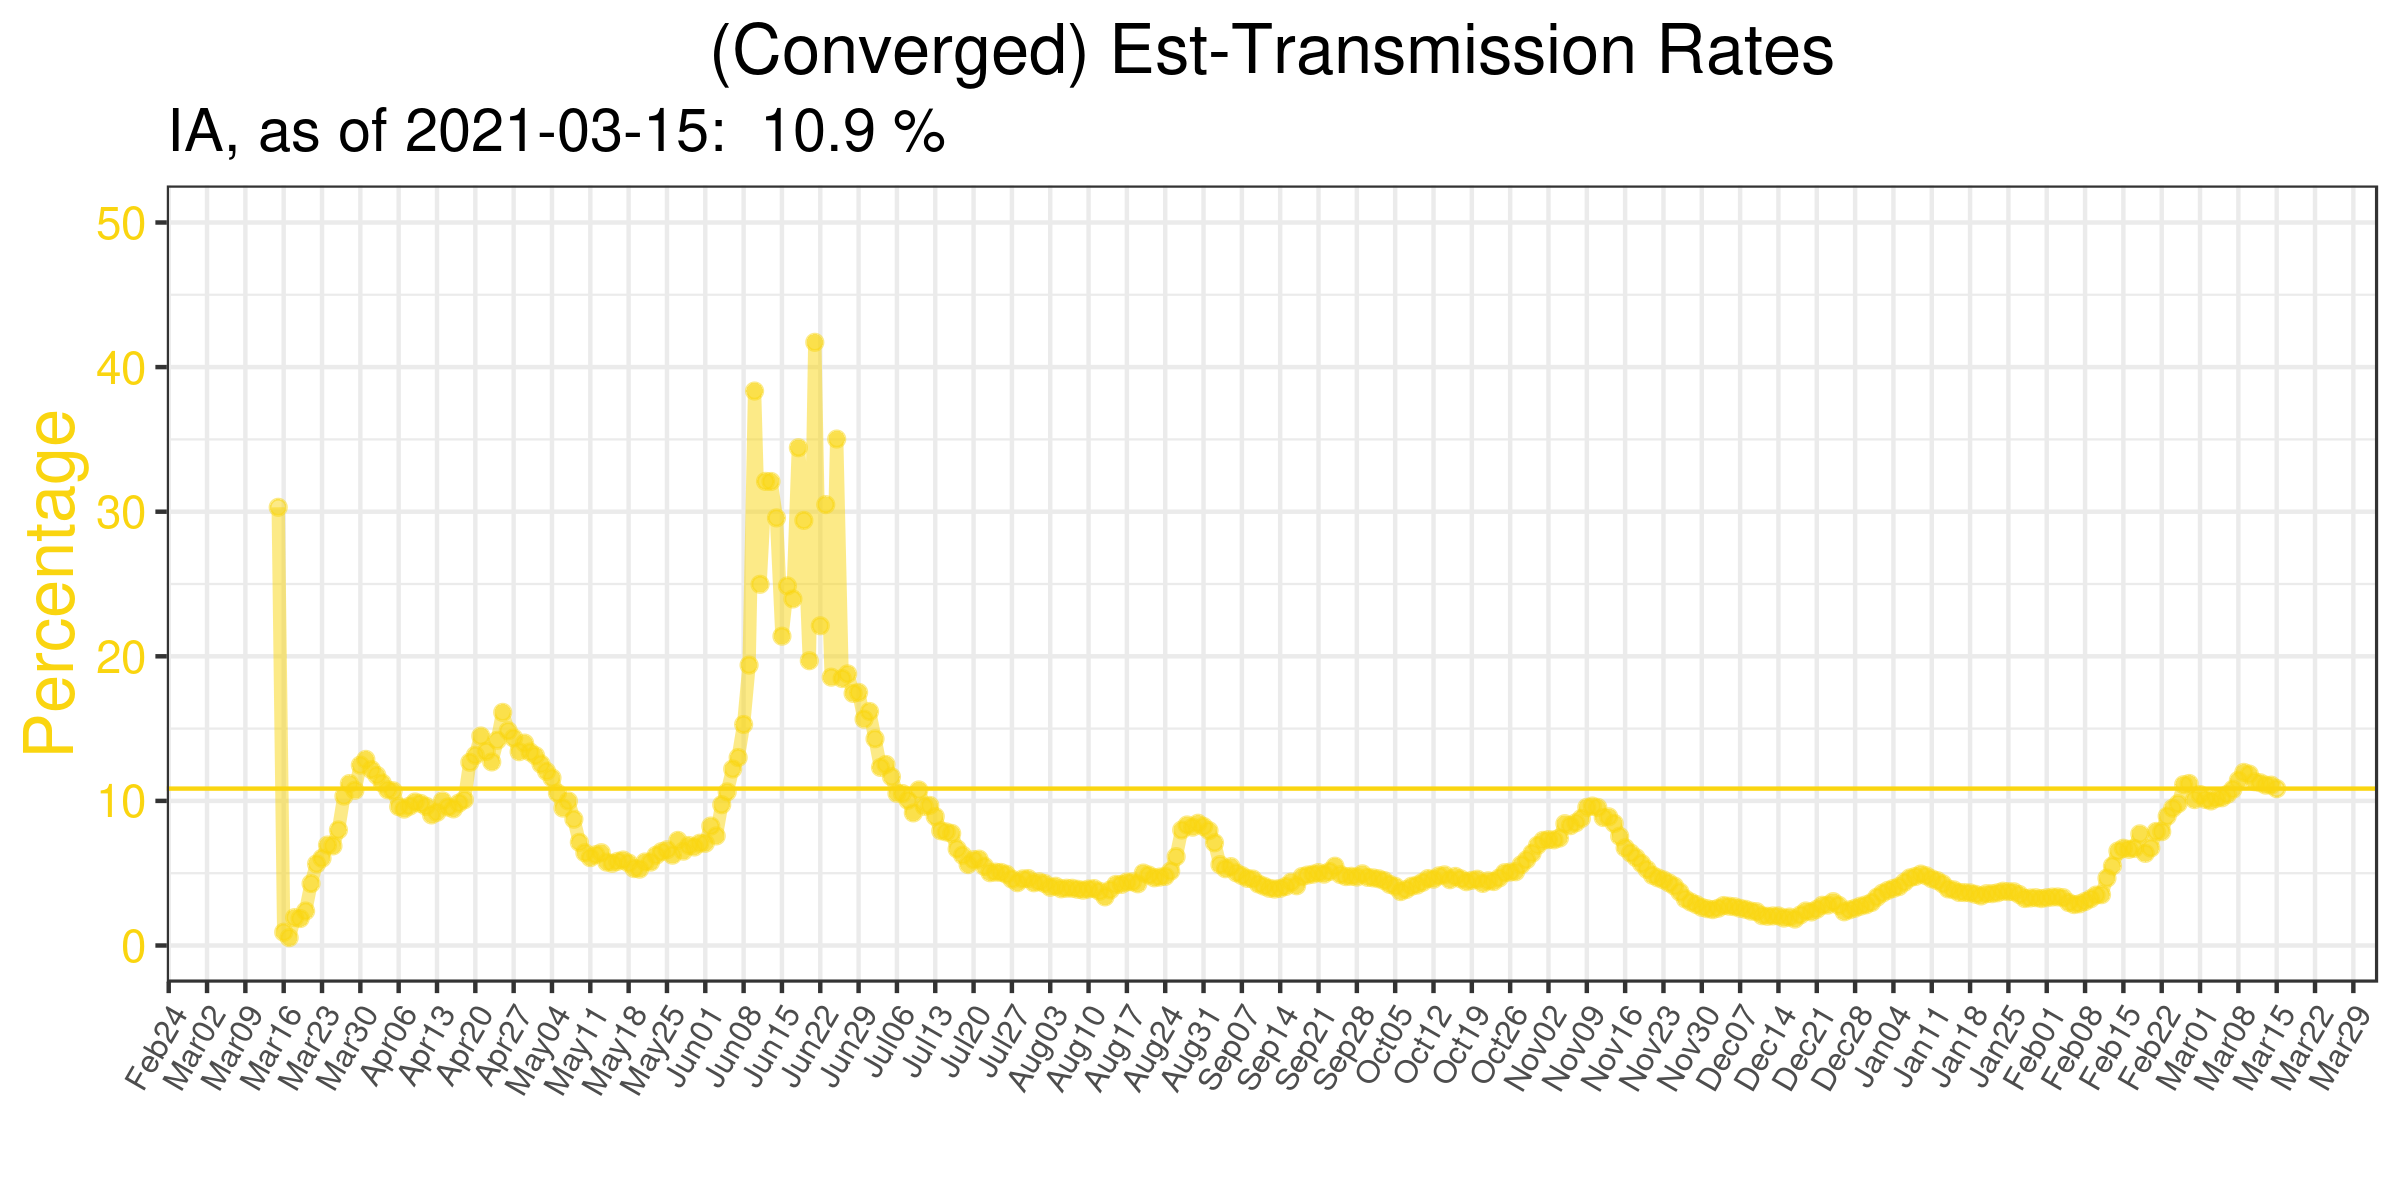 (Converged) Est-Transmission Rates
IA, as of 2021-03-15:  10.9 %
Percentage
50
40
30
20
10
0
Feb24
Mar02
Mar09
Mar16
Mar23
Mar30
Apr06
Apr13
Apr20
Apr27
May04
May11
May18
May25
Jun01
Jun08
Jun15
Jun22
Jun29
Jul06
Jul13
Jul20
Jul27
Aug03
Aug10
Aug17
Aug24
Aug31
Sep07
Sep14
Sep21
Sep28
Oct05
Oct12
Oct19
Oct26
Nov02
Nov09
Nov16
Nov23
Nov30
Dec07
Dec14
Dec21
Dec28
Jan04
Jan11
Jan18
Jan25
Feb01
Feb08
Feb15
Feb22
Mar01
Mar08
Mar15
Mar22
Mar29